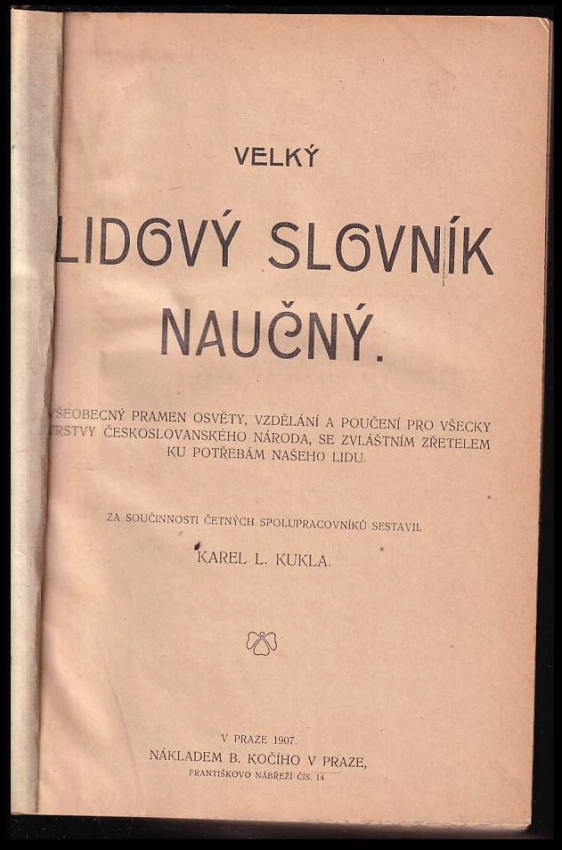 VELKÝ
LIDOVÝ SLOVNÍK
NAUČNÝ.
VŠEOBECNÝ PRAMEN OSVĚTY, VZDĚLÁNÍ A POUČENÍ PRO VŠECKY
VRSTVY ČESKOSLOVANSKÉHO NÁRODA, SE ZVLÁŠTNÍM ZŘETELEM
KU POTŘEBÁM NAŠEHO LIDU.
ZA SOUČINNOSTI ČETNÝCH SPOLUPRACOVNÍKŮ SESTAVIL
KAREL L. KUKLA.
V PRAZE 1907.
NÁKLADEM B. KOČÍHO V PRAZE,
FRANTIŠKOVO NÁBŘEŽÍ ČÍS. 14.